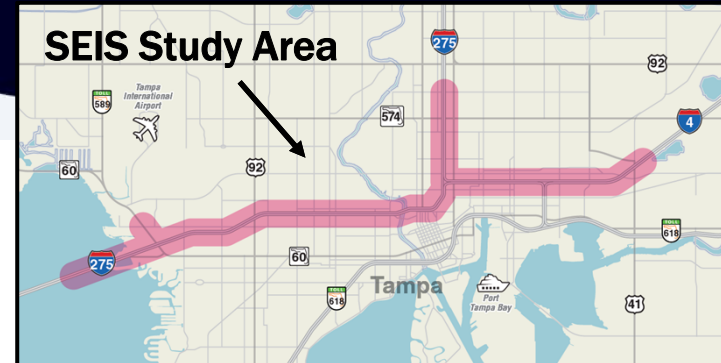 SEIS Study Area
275
92
Tampa
International
Airport
TOLL
589
574
4
60
92
TOLL
618
60
275
Tampa
TOLL
618
Port
Tampa Bay
41